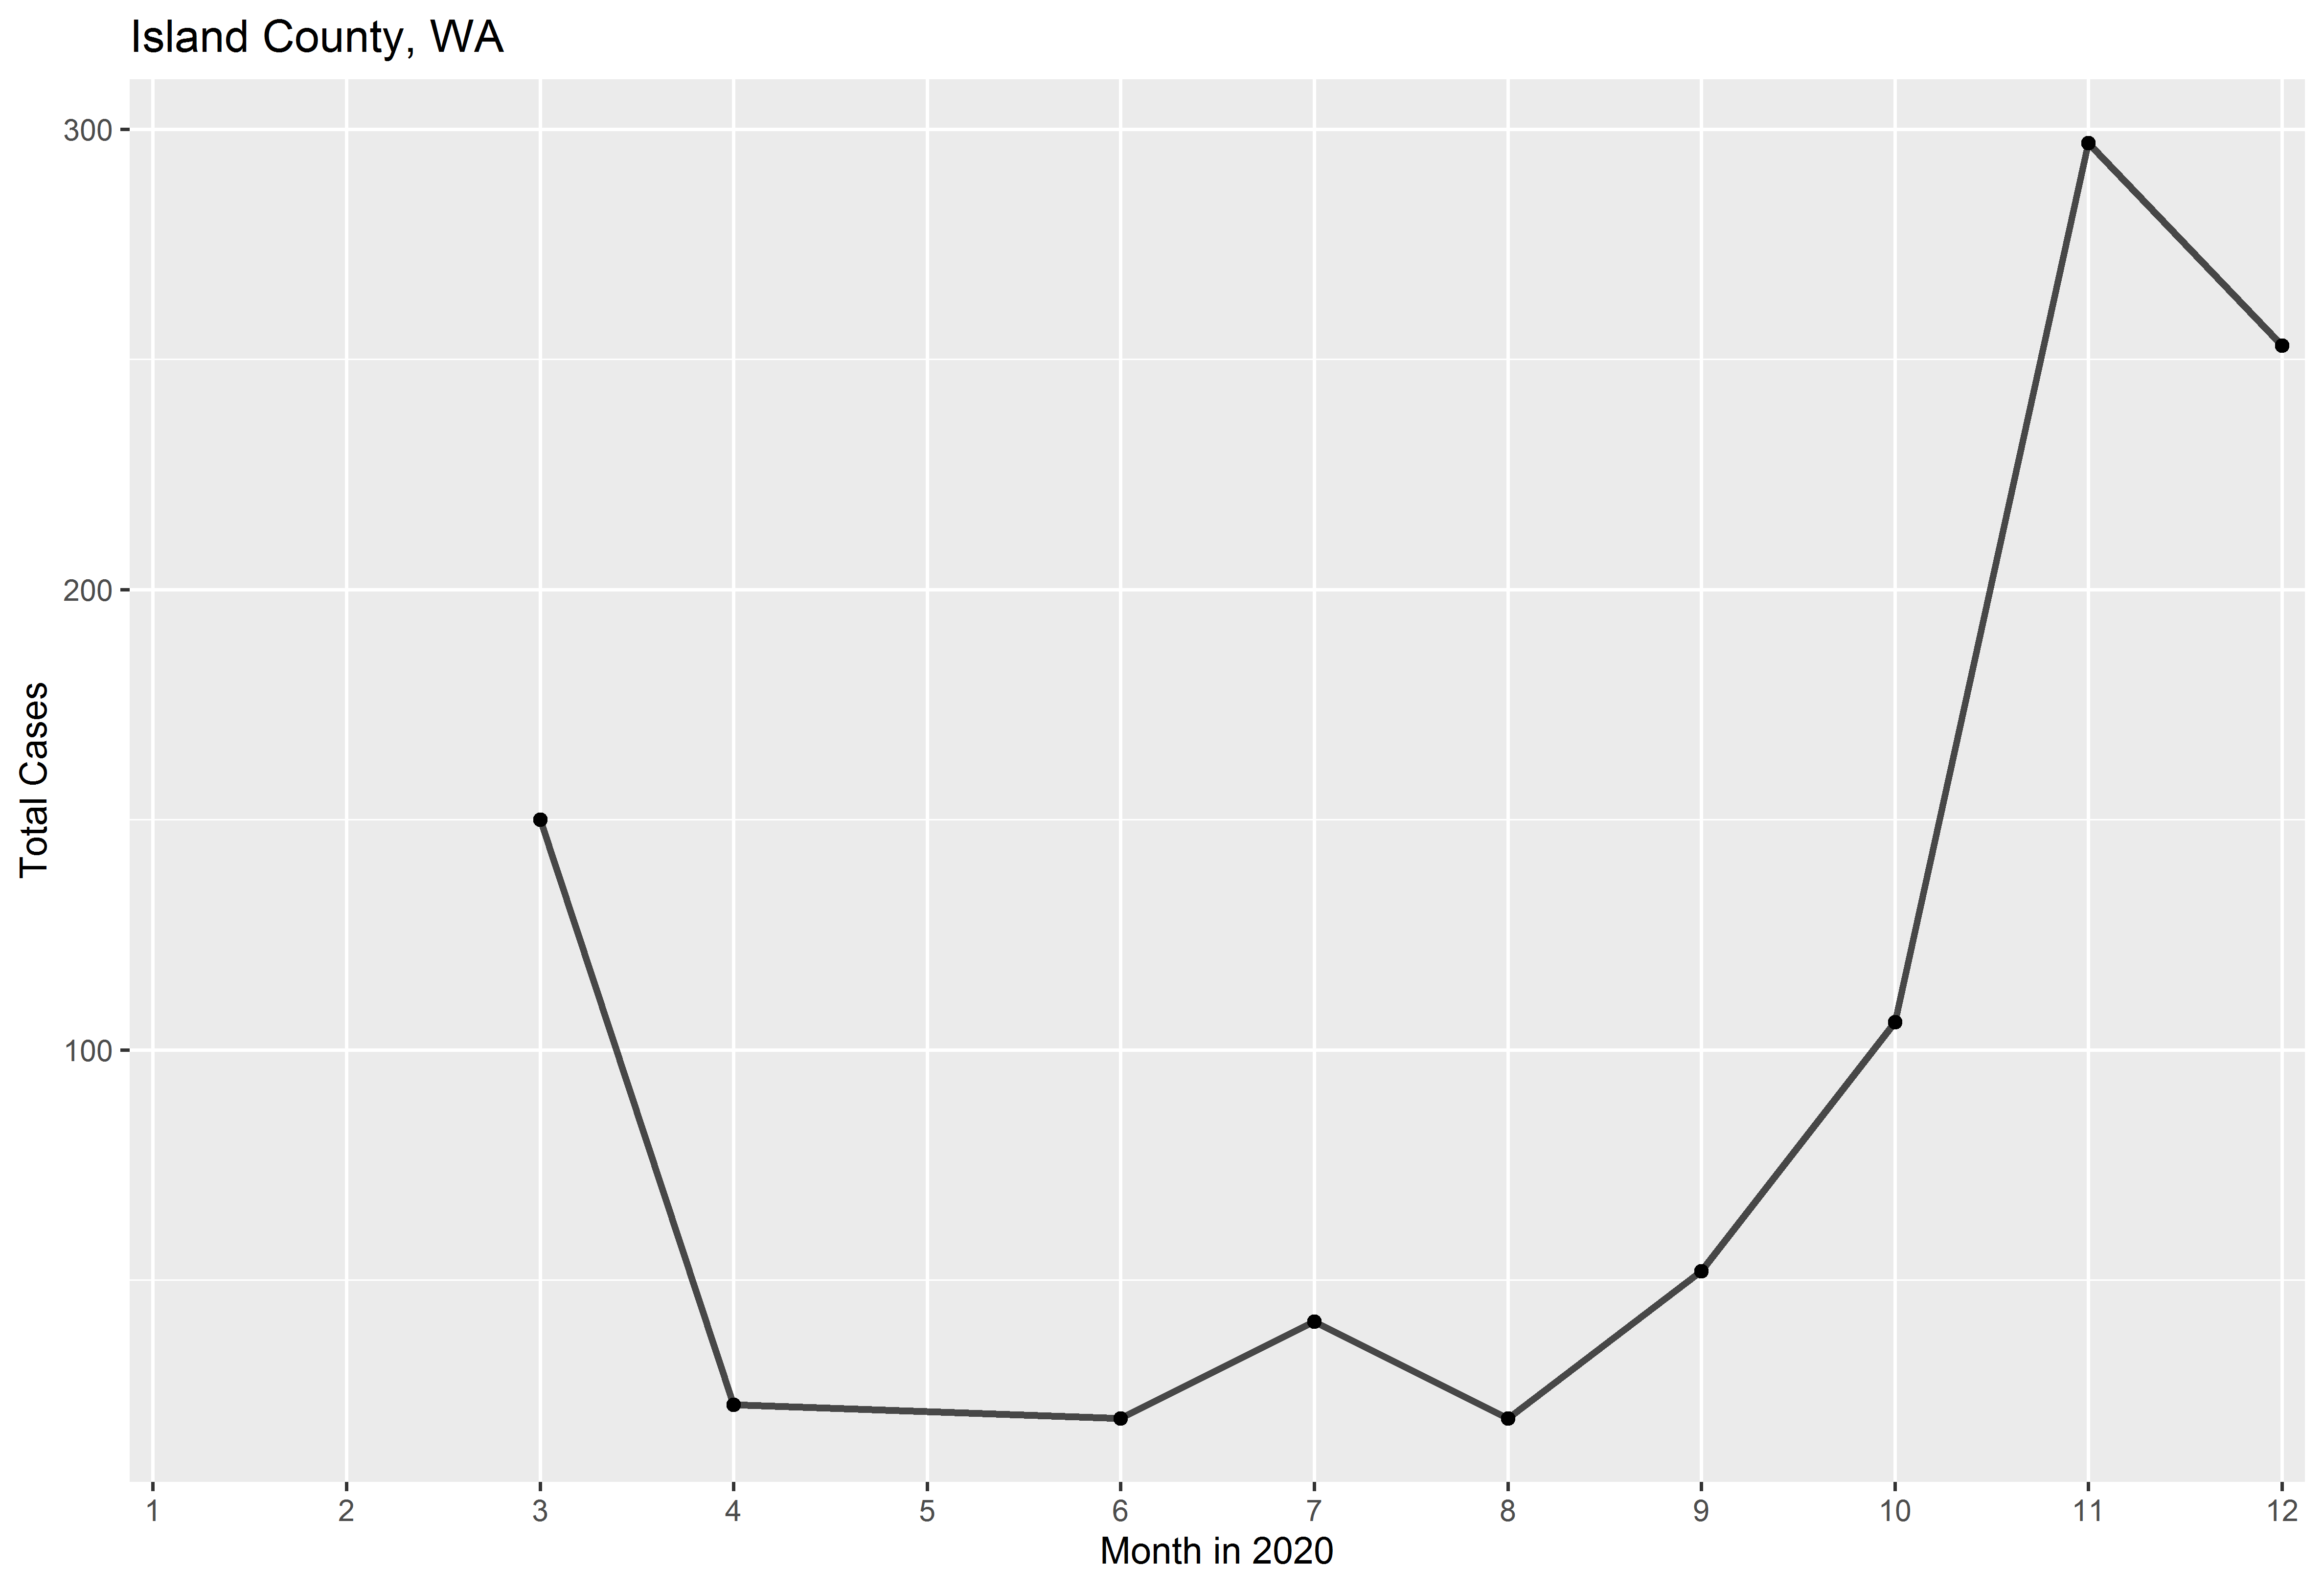 Island County, WA
300
200
100
Total Cases
1 2 3 4 5 6 7 8 9 10 11 12
Month in 2020